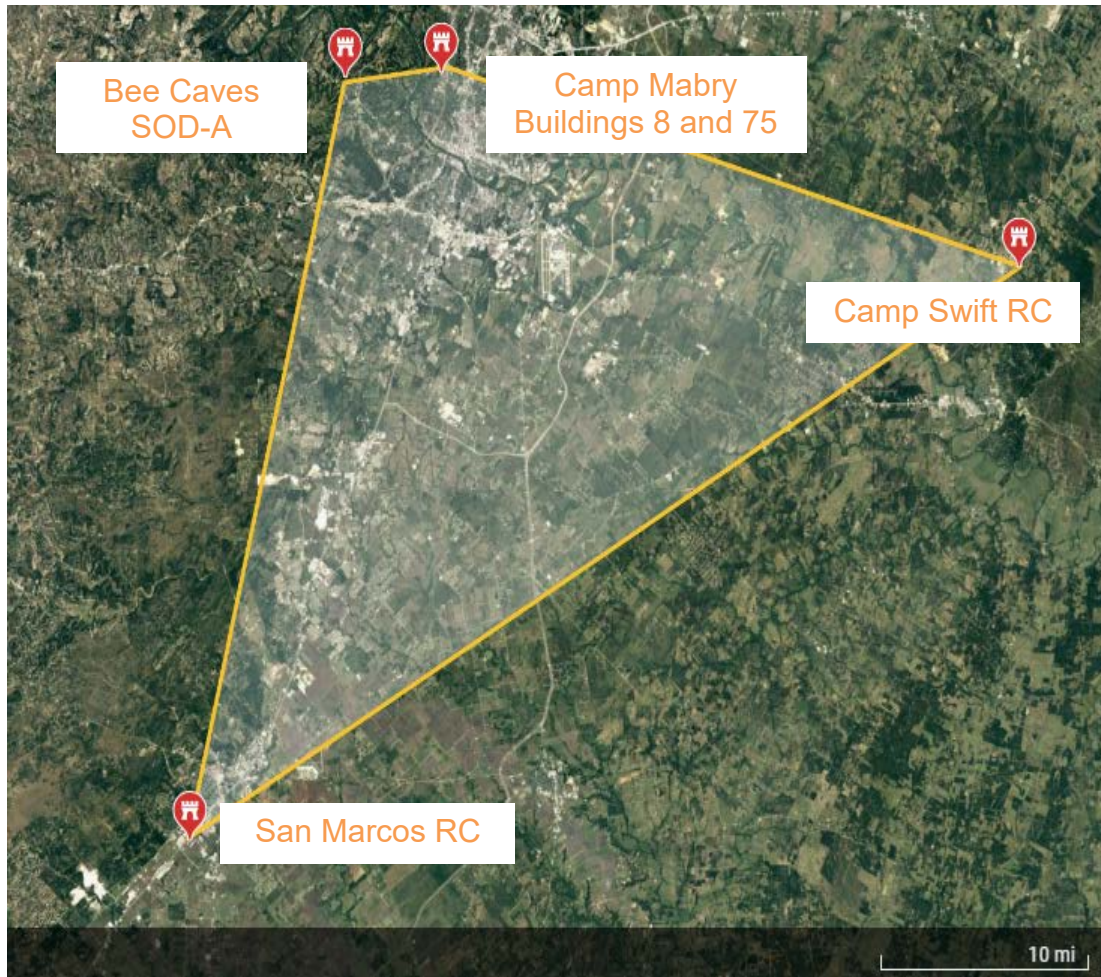 Bee Caves
SOD-A
Camp Mabry
Buildings 8 and 75
Camp Swift RC
San Marcos RC
10 mi